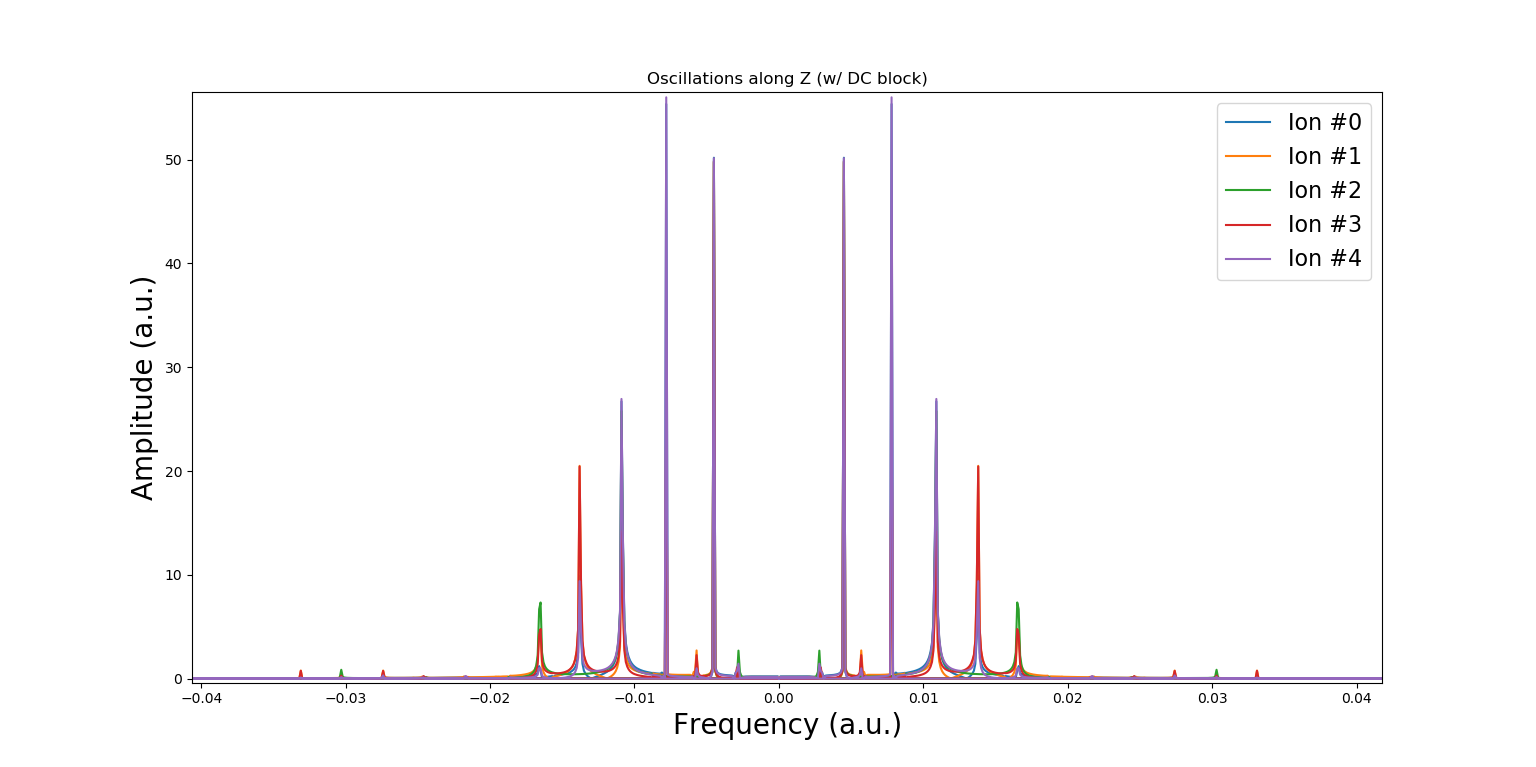 Oscillations along Z (w/ DC block)
Ion #0
Ion #1
Ion #2
Ion #3
Ion #4
50
40
30
20
10
0
Amplitude (a.u.)
−0.04
−0.03
−0.02
−0.01
0.00
0.01
0.02
0.03
0.04
Frequency (a.u.)